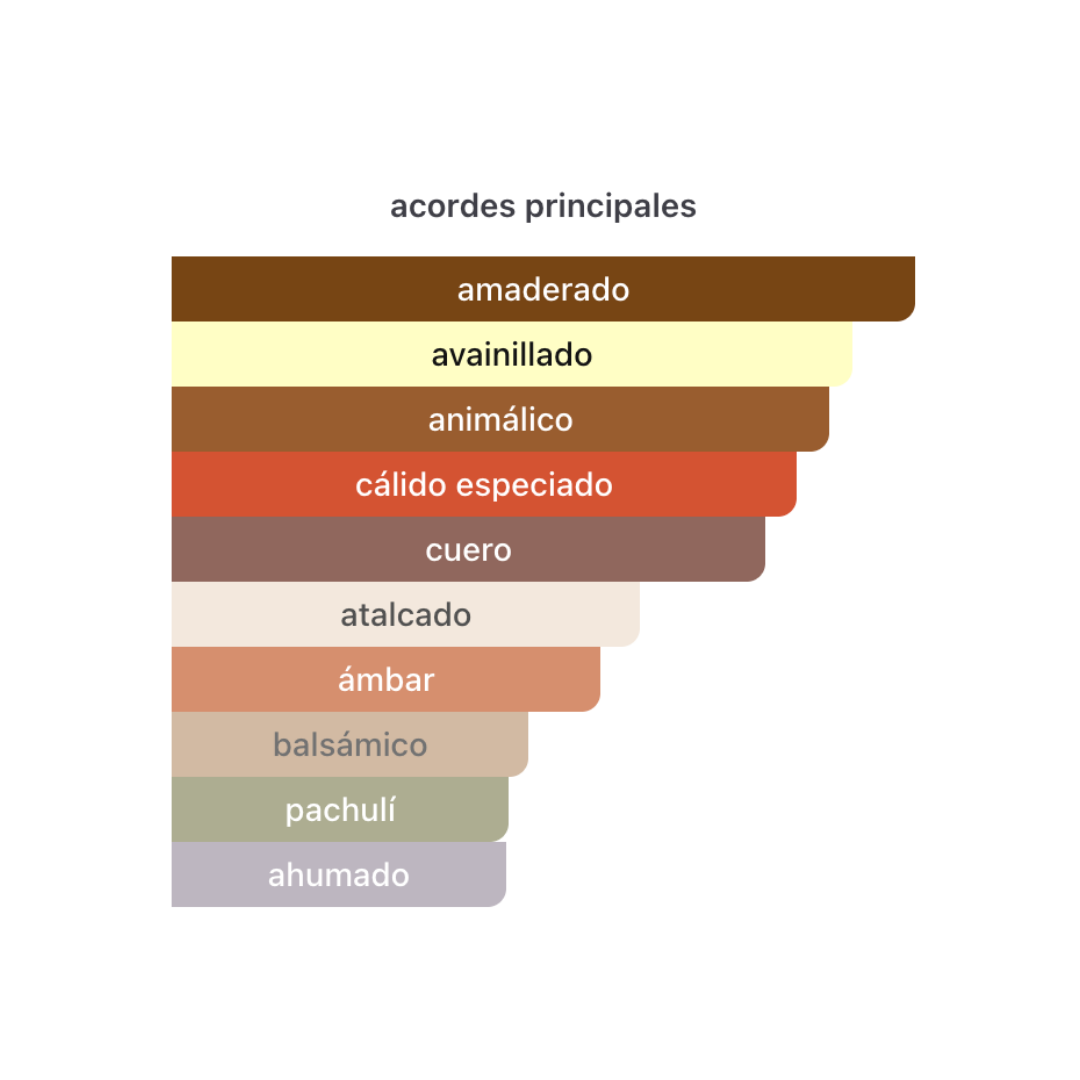 acordes principales
amaderado
avainillado
animálico
cálido especiado
cuero
atalcado
ámbar
balsámico
pachulí
ahumado